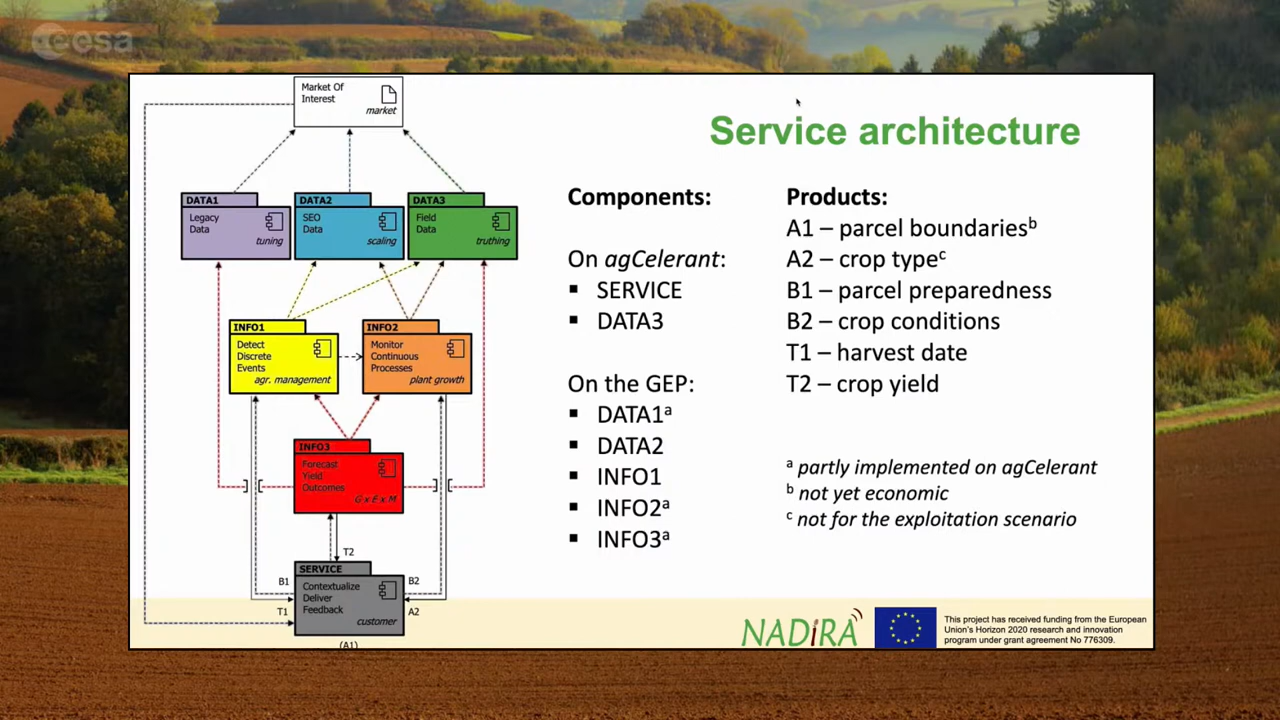 esa
Market Of
Interest
market
Service architecture
DATA1
Legacy
Data
tuning
DATA2
SEO
Data
scaling
DATA3
Field
Data
truthing
INFO1
Detect
Discrete
Events
agr. management
INFO2
Monitor
Continuous
Processes
plant growth
INFO3
Forecast
Yield
Outcomes
G x E x M
T2
B1
T1
SERVICE
Contextualize
Deliver
Feedback
customer
B2
A2
(A1)
Components:
On agCelerant:
▪ SERVICE
▪ DATA3
On the GEP:
▪ DATA1ᵃ
▪ DATA2
▪ INFO1
▪ INFO2ᵃ
▪ INFO3ᵃ
Products:
A1 – parcel boundariesᵇ
A2 – crop typeᶜ
B1 – parcel preparedness
B2 – crop conditions
T1 – harvest date
T2 – crop yield
ᵃ partly implemented on agCelerant
ᵇ not yet economic
ᶜ not for the exploitation scenario
NADiRA
This project has received funding from the European
Union's Horizon 2020 research and innovation
program under grant agreement No 776309.